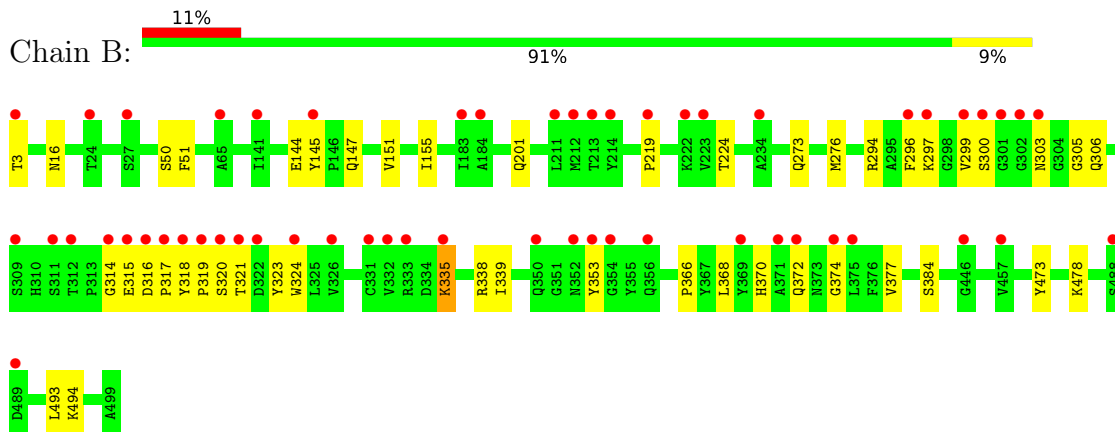 11%
Chain B:
91% 9%
T3 N16 T24 S27 S50 F51 A65 I141 E144 Y145 P146 Q147 V151 I155 I183 A184 Q201 L211 M212 T213 Y214 P219 K222 V223 T224 A234 Q273 M276 R294 A295 F296 K297 G298 V299 S300 G301 G302 N303 G304 G305 Q306
S309 H310 S311 T312 P313 G314 E315 D316 P317 Y318 P319 S320 T321 D322 Y323 W324 L325 V326 C331 V332 R333 D334 K335 R338 I339 Q350 G351 N352 Y353 G354 Y355 Q356 P366 Y367 L368 Y369 H370 A371 Q372 N373 G374 L375 F376 V377 S384 G446 V457 Y473 K478 S488
D489 L493 K494 A499